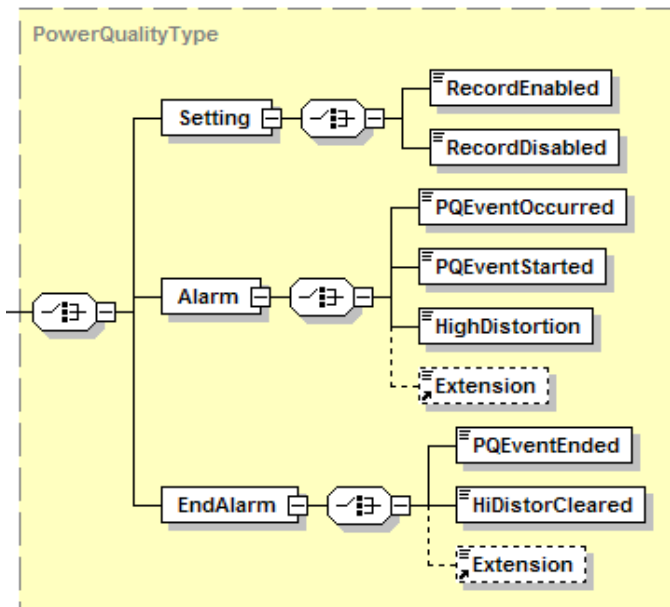 PowerQualityType
Setting
RecordEnabled
RecordDisabled
Alarm
PQEventOccurred
PQEventStarted
HighDistortion
Extension
EndAlarm
PQEventEnded
HiDistorCleared
Extension